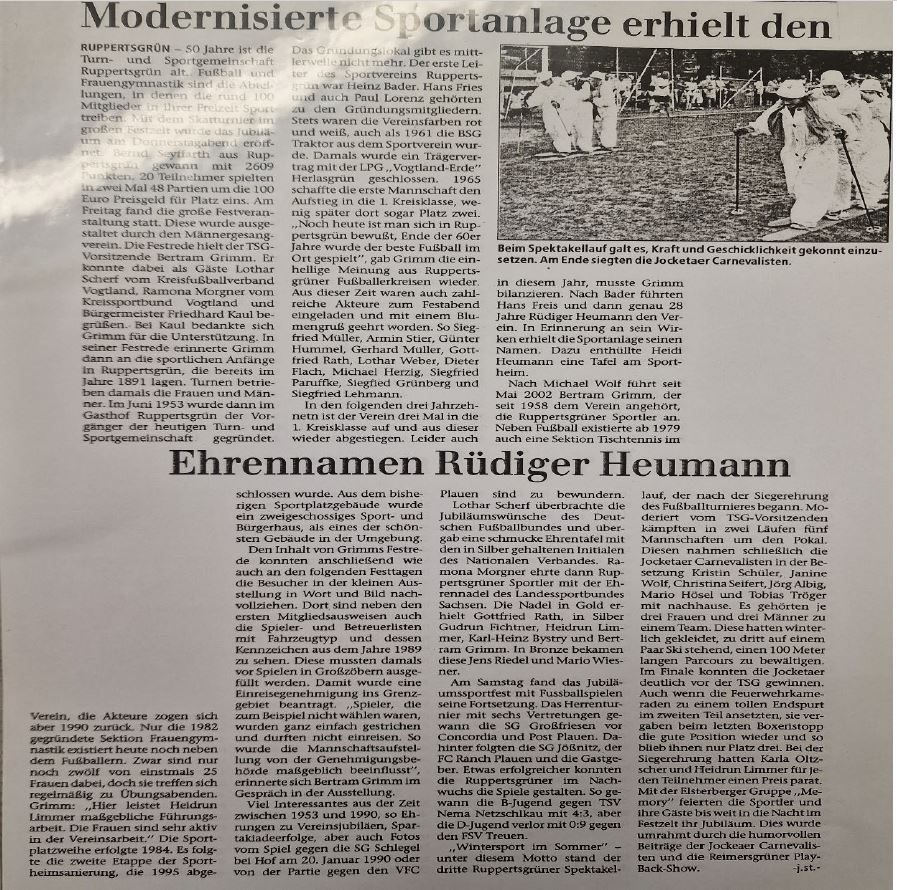 Modernisierte Sportanlage erhielt den
RUPPERTSGRÜN – 50 Jahre ist die
Turn- und Sportgemeinschaft
Ruppertsgrün alt. Fußball und
Frauengymnastik sind die Abtei-
lungen, in denen die rund 100
Mitglieder in ihrer Freizeit Sport
treiben. Mit dem Skatturnier im
großen Festzelt wurde das Jubilä-
um am Donnerstagabend eröff-
net. Bernd Seyffarth aus Rup-
pertsgrün gewann mit 2609
Punkten. 20 Teilnehmer spielten
in zwei Mal 48 Partien um die 100
Euro Preisgeld für Platz eins. Am
Freitag fand die große Festveran-
staltung statt. Diese wurde ausge-
staltet durch den Männergesang-
verein. Die Festrede hielt der TSG-
Vorsitzende Bertram Grimm. Er
konnte dabei als Gäste Lothar
Scherf vom Kreisfußballverband
Vogtland, Ramona Morgner vom
Kreissportbund Vogtland und
Bürgermeister Friedhard Kaul be-
grüßen. Bei Kaul bedankte sich
Grimm für die Unterstützung. In
seiner Festrede erinnerte Grimm
dann an die sportlichen Anfänge
in Ruppertsgrün, die bereits im
Jahre 1891 lagen. Turnen betrie-
ben damals die Frauen und Män-
ner. Im Juni 1953 wurde dann im
Gasthof Ruppertsgrün der Vor-
gänger der heutigen Turn- und
Sportgemeinschaft gegründet.
Das Gründungslokal gibt es mitt-
lerweile nicht mehr. Der erste Lei-
ter des Sportvereins Rupperts-
grün war Heinz Bader. Hans Fries
und auch Paul Lorenz gehörten
zu den Gründungsmitgliedern.
Stets waren die Vereinsfarben rot
und weiß, auch als 1961 die BSG
Traktor aus dem Sportverein wur-
de. Damals wurde ein Trägerver-
trag mit der LPG „Vogtland-Erde"
Herlasgrün geschlossen. 1965
schaffte die erste Mannschaft den
Aufstieg in die 1. Kreisklasse, we-
nig später dort sogar Platz zwei.
„Noch heute ist man sich in Rup-
pertsgrün bewußt, Ende der 60er
Jahre wurde der beste Fußball im
Ort gespielt", gab Grimm die ein-
hellige Meinung aus Rupperts-
grüner Fußballerkreisen wieder.
Aus dieser Zeit waren auch zahl-
reiche Akteure zum Festabend
eingeladen und mit einem Blu-
mengruß geehrt worden. So Sieg-
fried Müller, Armin Stier, Günter
Hummel, Gerhard Müller, Gott-
fried Rath, Lothar Weber, Dieter
Flach, Michael Herzig, Siegfried
Panuffke, Siegfied Grünberg und
Siegfried Lehmann.
In den folgenden drei Jahrzeh-
netn ist der Verein drei Mal in die
1. Kreisklasse auf und aus dieser
wieder abgestiegen. Leider auch
Beim Spektakellauf galt es, Kraft und Geschicklichkeit gekonnt einzu-
setzen. Am Ende siegten die Jocketaer Carnevalisten.
in diesem Jahr, musste Grimm
bilanzieren. Nach Bader führten
Hans Freis und dann genau 28
Jahre Rüdiger Heumann den Ver-
ein. In Erinnerung an sein Wir-
ken erhielt die Sportanlage seinen
Namen. Dazu enthüllte Heidi
Heumann eine Tafel am Sport-
heim.
Nach Michael Wolf führt seit
Mai 2002 Bertram Grimm, der
seit 1958 dem Verein angehört,
die Ruppertsgrüner Sportler an.
Neben Fußball existierte ab 1979
auch eine Sektion Tischtennis im
Ehrennamen Rüdiger Heumann
Verein, die Akteure zogen sich
aber 1990 zurück. Nur die 1982
gegründete Sektion Frauengym-
nastik existiert heute noch neben
dem Fußballern. Zwar sind nur
noch zwölf von einstmals 25
Frauen dabei, doch sie treffen sich
regelmäßig zu Übungsabenden.
Grimm: „Hier leistet Heidrun
Limmer maßgebliche Führungs-
arbeit. Die Frauen sind sehr aktiv
in der Vereinsarbeit." Die Sport-
platzweihe erfolgte 1984. Es folg-
te die zweite Etappe der Sport-
heimsanierung, die 1995 abge-
schlossen wurde. Aus dem bishe-
rigen Sportplatzgebäude wurde
ein zweigeschossiges Sport- und
Bürgerhaus, als eines der schön-
sten Gebäude in der Umgebung.
Den Inhalt von Grimms Festre-
de konnten anschließend wie
auch an den folgenden Festtagen
die Besucher in der kleinen Aus-
stellung in Wort und Bild nach-
vollziehen. Dort sind neben den
ersten Mitgliedsausweisen auch
die Spieler- und Betreuerlisten
mit Fahrzeugtyp und dessen
Kennzeichen aus dem Jahre 1989
zu sehen. Diese mussten damals
vor Spielen in Großzöbern ausge-
füllt werden. Damit wurde eine
Einreisegenehmigung ins Grenz-
gebiet beantragt. „Spieler, die
zum Beispiel nicht wählen waren,
wurden ganz einfach gestrichen
und durften nicht einreisen. So
wurde die Mannschaftsaufstel-
lung von der Genehmigungsbe-
hörde maßgeblich beeinflusst",
erinnerte sich Bertram Grimm im
Gespräch in der Ausstellung.
Viel Interessantes aus der Zeit
zwischen 1953 und 1990, so Eh-
rungen zu Vereinsjubiläen, Spar-
takiadeerfolge, aber auch Fotos
vom Spiel gegen die SG Schlegel
bei Hof am 20. Januar 1990 oder
von der Partie gegen den VFC
Plauen sind zu bewundern.
Lothar Scherf überbrachte die
Jubiläumswünsche des Deut-
schen Fußballbundes und über-
gab eine schmucke Ehrentafel mit
den in Silber gehaltenen Initialen
des Nationalen Verbandes. Ra-
mona Morgner ehrte dann Rup-
pertsgrüner Sportler mit der Eh-
rennadel des Landessportbundes
Sachsen. Die Nadel in Gold er-
hielt Gottfried Rath, in Silber
Gudrun Fichtner, Heidrun Lim-
mer, Karl-Heinz Bystry und Bert-
ram Grimm. In Bronze bekamen
diese Jens Riedel und Mario Wies-
ner.
Am Samstag fand das Jubilä-
umssportfest mit Fussballspielen
seine Fortsetzung. Das Herrentur-
nier mit sechs Vertretungen ge-
wann die SG Großfriesen vor
Concordia und Post Plauen. Da-
hinter folgten die SG Jößnitz, der
FC Ranch Plauen und die Gastge-
ber. Etwas erfolgreicher konnten
die Ruppertsgrüner im Nach-
wuchs die Spiele gestalten. So ge-
wann die B-Jugend gegen TSV
Nema Netzschkau mit 4:3, aber
die D-Jugend verlor mit 0:9 gegen
den FSV Treuen.
„Wintersport im Sommer" –
unter diesem Motto stand der
dritte Ruppertsgrüner Spektakel-
lauf, der nach der Siegerehrung
des Fußballturnieres begann. Mo-
deriert vom TSG-Vorsitzenden
kämpften in zwei Läufen fünf
Mannschaften um den Pokal.
Diesen nahmen schließlich die
Jocketaer Carnevalisten in der Be-
setzung Kristin Schüler, Janine
Wolf, Christina Seifert, Jörg Albig,
Mario Hösel und Tobias Tröger
mit nachhause. Es gehörten je
drei Frauen und drei Männer zu
einem Team. Diese hatten winter-
lich gekleidet, zu dritt auf einem
Paar Ski stehend, einen 100 Meter
langen Parcours zu bewältigen.
Im Finale konnten die Jocketaer
deutlich vor der TSG gewinnen.
Auch wenn die Feuerwehrkame-
raden zu einem tollen Endspurt
im zweiten Teil ansetzten, sie ver-
gaben beim letzten Boxenstopp
die gute Position wieder und so
blieb ihnen nur Platz drei. Bei der
Siegerehrung hatten Karla Oltz-
scher und Heidrun Limmer für je-
den Teilnehmer einen Preis parat.
Mit der Elsterberger Gruppe „Me-
mory" feierten die Sportler und
ihre Gäste bis weit in die Nacht im
Festzelt ihr Jubiläum. Dies wurde
umrahmt durch die humorvollen
Beiträge der Jockeaer Carnevalis-
ten und die Reimersgrüner Play-
Back-Show. -j.st.-